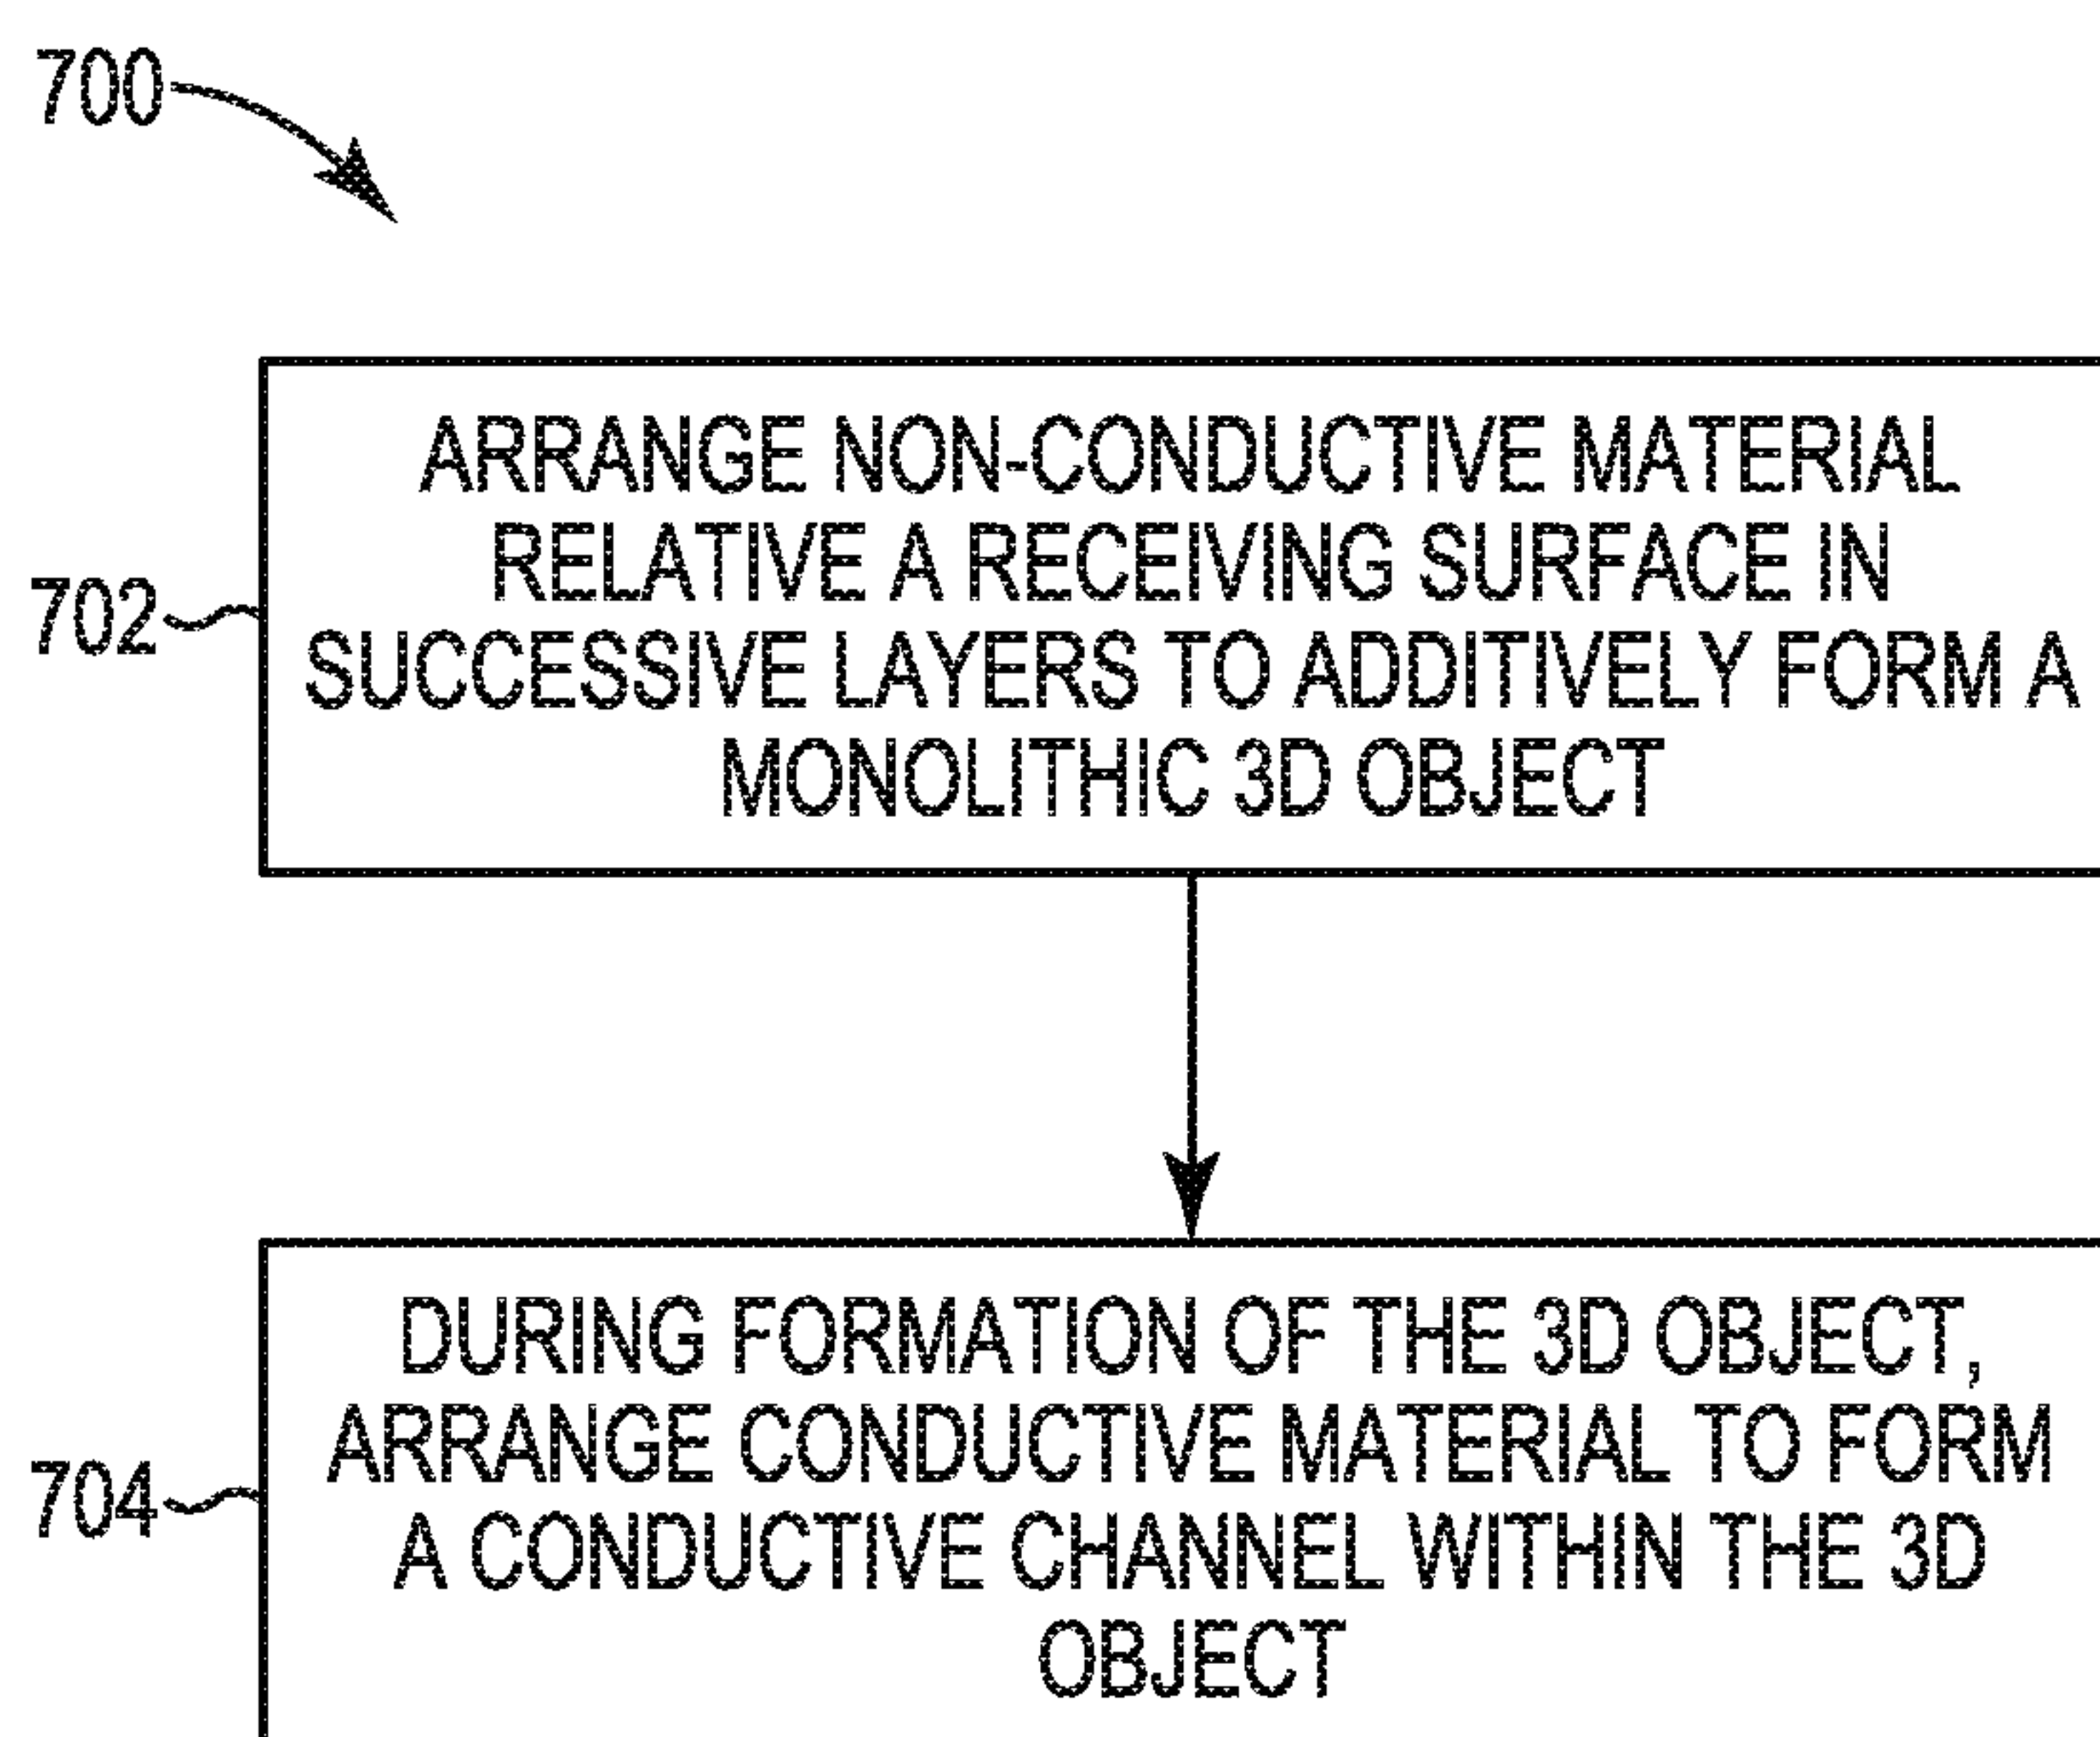 700
702
ARRANGE NON-CONDUCTIVE MATERIAL
RELATIVE A RECEIVING SURFACE IN
SUCCESSIVE LAYERS TO ADDITIVELY FORM A
MONOLITHIC 3D OBJECT
704
DURING FORMATION OF THE 3D OBJECT,
ARRANGE CONDUCTIVE MATERIAL TO FORM
A CONDUCTIVE CHANNEL WITHIN THE 3D
OBJECT